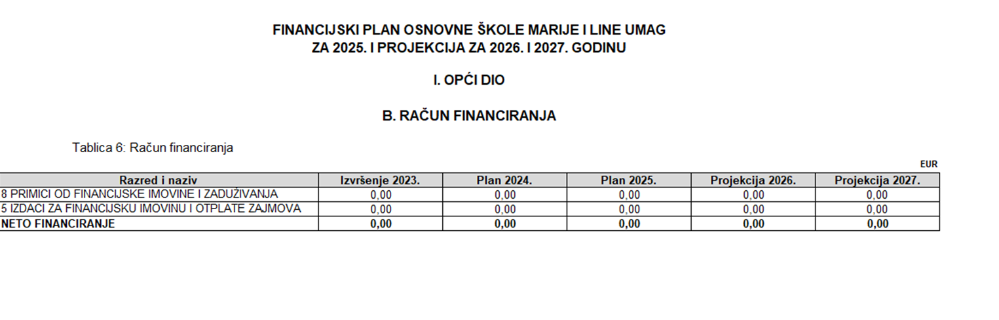 FINANCIJSKI PLAN OSNOVNE ŠKOLE MARIJE I LINE UMAG
ZA 2025. I PROJEKCIJA ZA 2026. I 2027. GODINU
I. OPĆI DIO
B. RAČUN FINANCIRANJA
Tablica 6: Račun financiranja
EUR
Razred i naziv Izvršenje 2023. Plan 2024. Plan 2025. Projekcija 2026. Projekcija 2027.
8 PRIMICI OD FINANCIJSKE IMOVINE I ZADUŽIVANJA 0,00 0,00 0,00 0,00 0,00
5 IZDACI ZA FINANCIJSKU IMOVINU I OTPLATE ZAJMOVA 0,00 0,00 0,00 0,00 0,00
NETO FINANCIRANJE 0,00 0,00 0,00 0,00 0,00